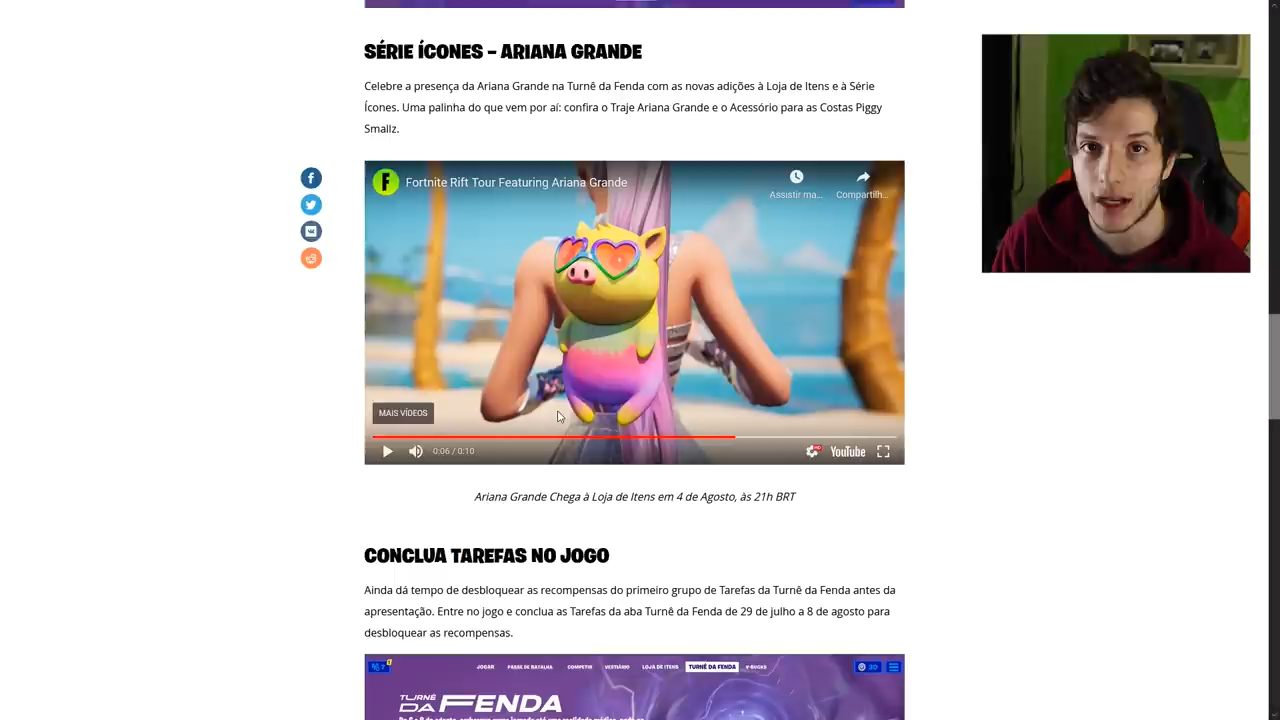 SÉRIE ÍCONES – ARIANA GRANDE
Celebre a presença da Ariana Grande na Turnê da Fenda com as novas adições à Loja de Itens e à Série
Ícones. Uma palinha do que vem por aí: confira o Traje Ariana Grande e o Acessório para as Costas Piggy
Smallz.
Fortnite Rift Tour Featuring Ariana Grande
Assistir ma...
Compartilh...
MAIS VÍDEOS
0:06 / 0:10
YouTube
Ariana Grande Chega à Loja de Itens em 4 de Agosto, às 21h BRT
CONCLUA TAREFAS NO JOGO
Ainda dá tempo de desbloquear as recompensas do primeiro grupo de Tarefas da Turnê da Fenda antes da
apresentação. Entre no jogo e conclua as Tarefas da aba Turnê da Fenda de 29 de julho a 8 de agosto para
desbloquear as recompensas.
JOGAR PASSE DE BATALHA COMPETIR VESTIÁRIO LOJA DE ITENS TURNÊ DA FENDA V-BUCKS
TURNÊ
DA FENDA